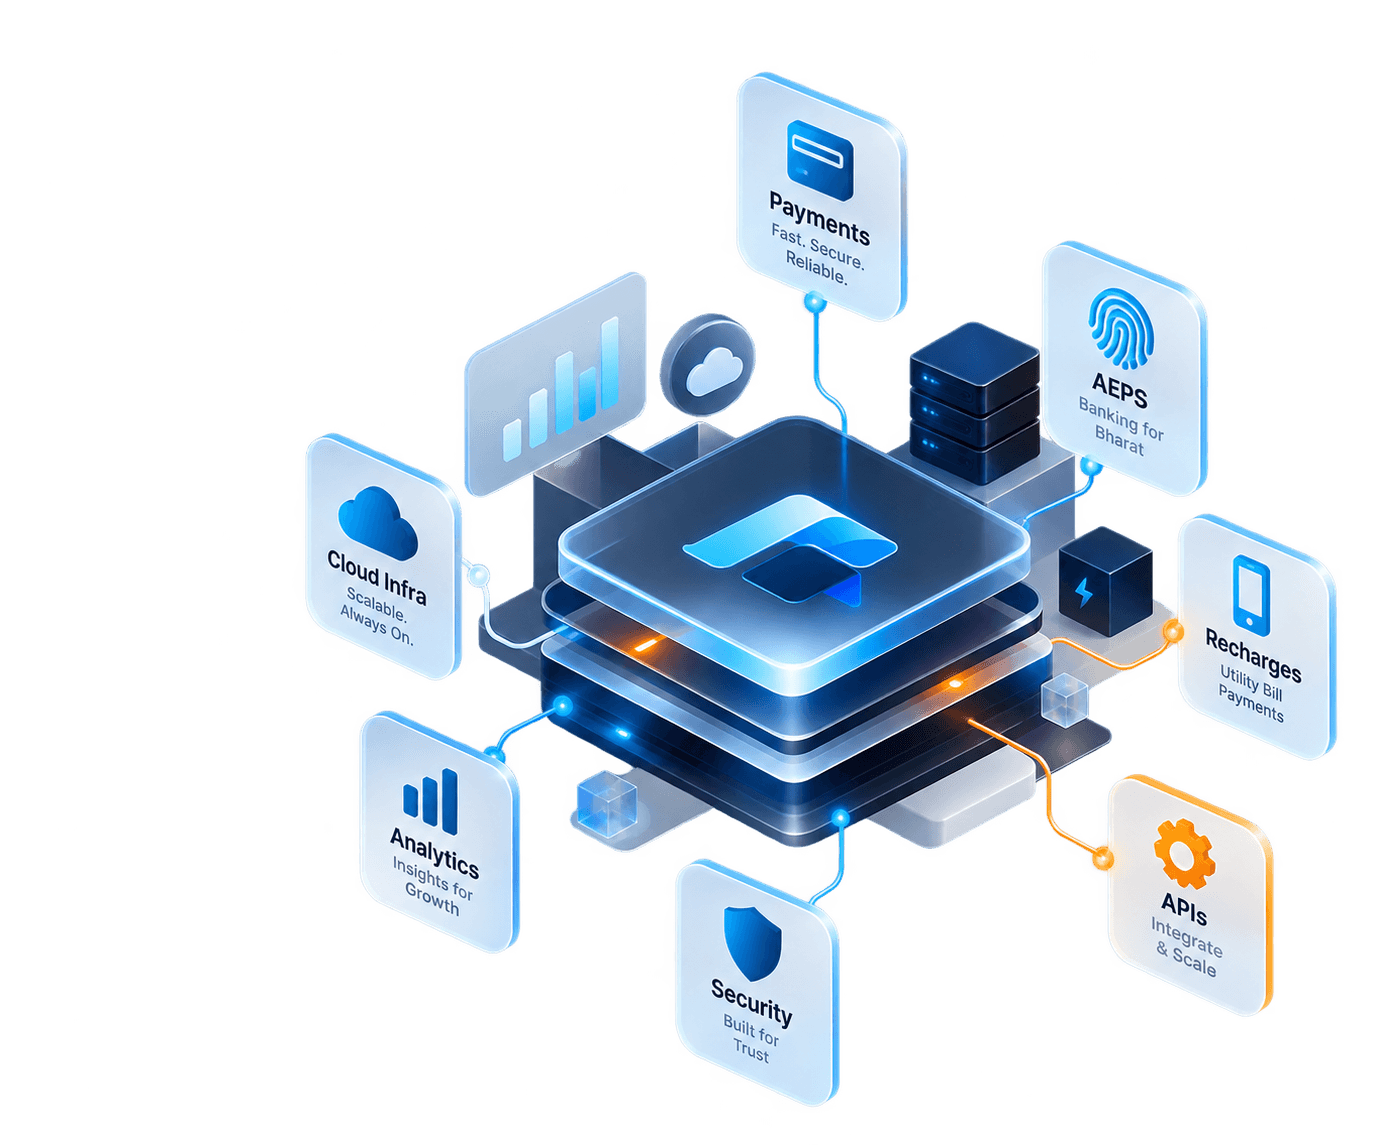 Payments
Fast. Secure.
Reliable.
AEPS
Banking for
Bharat
Cloud Infra
Scalable.
Always On.
Recharges
Utility Bill
Payments
Analytics
Insights for
Growth
APIs
Integrate
& Scale
Security
Built for
Trust